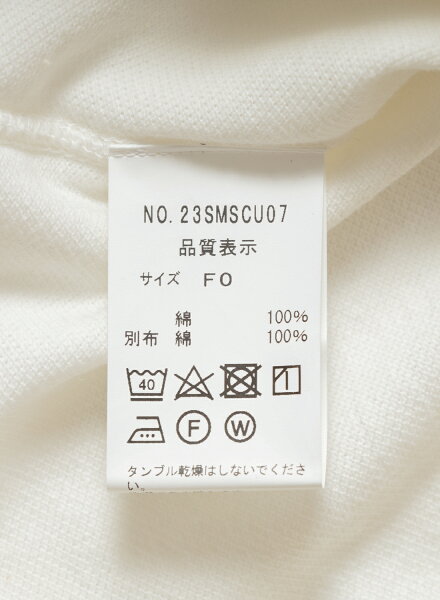 NO.23SMSCU07
品質表示
サイズ FO
綿 100%
別布 綿 100%
40
F W
タンブル乾燥はしないでくださ
い。